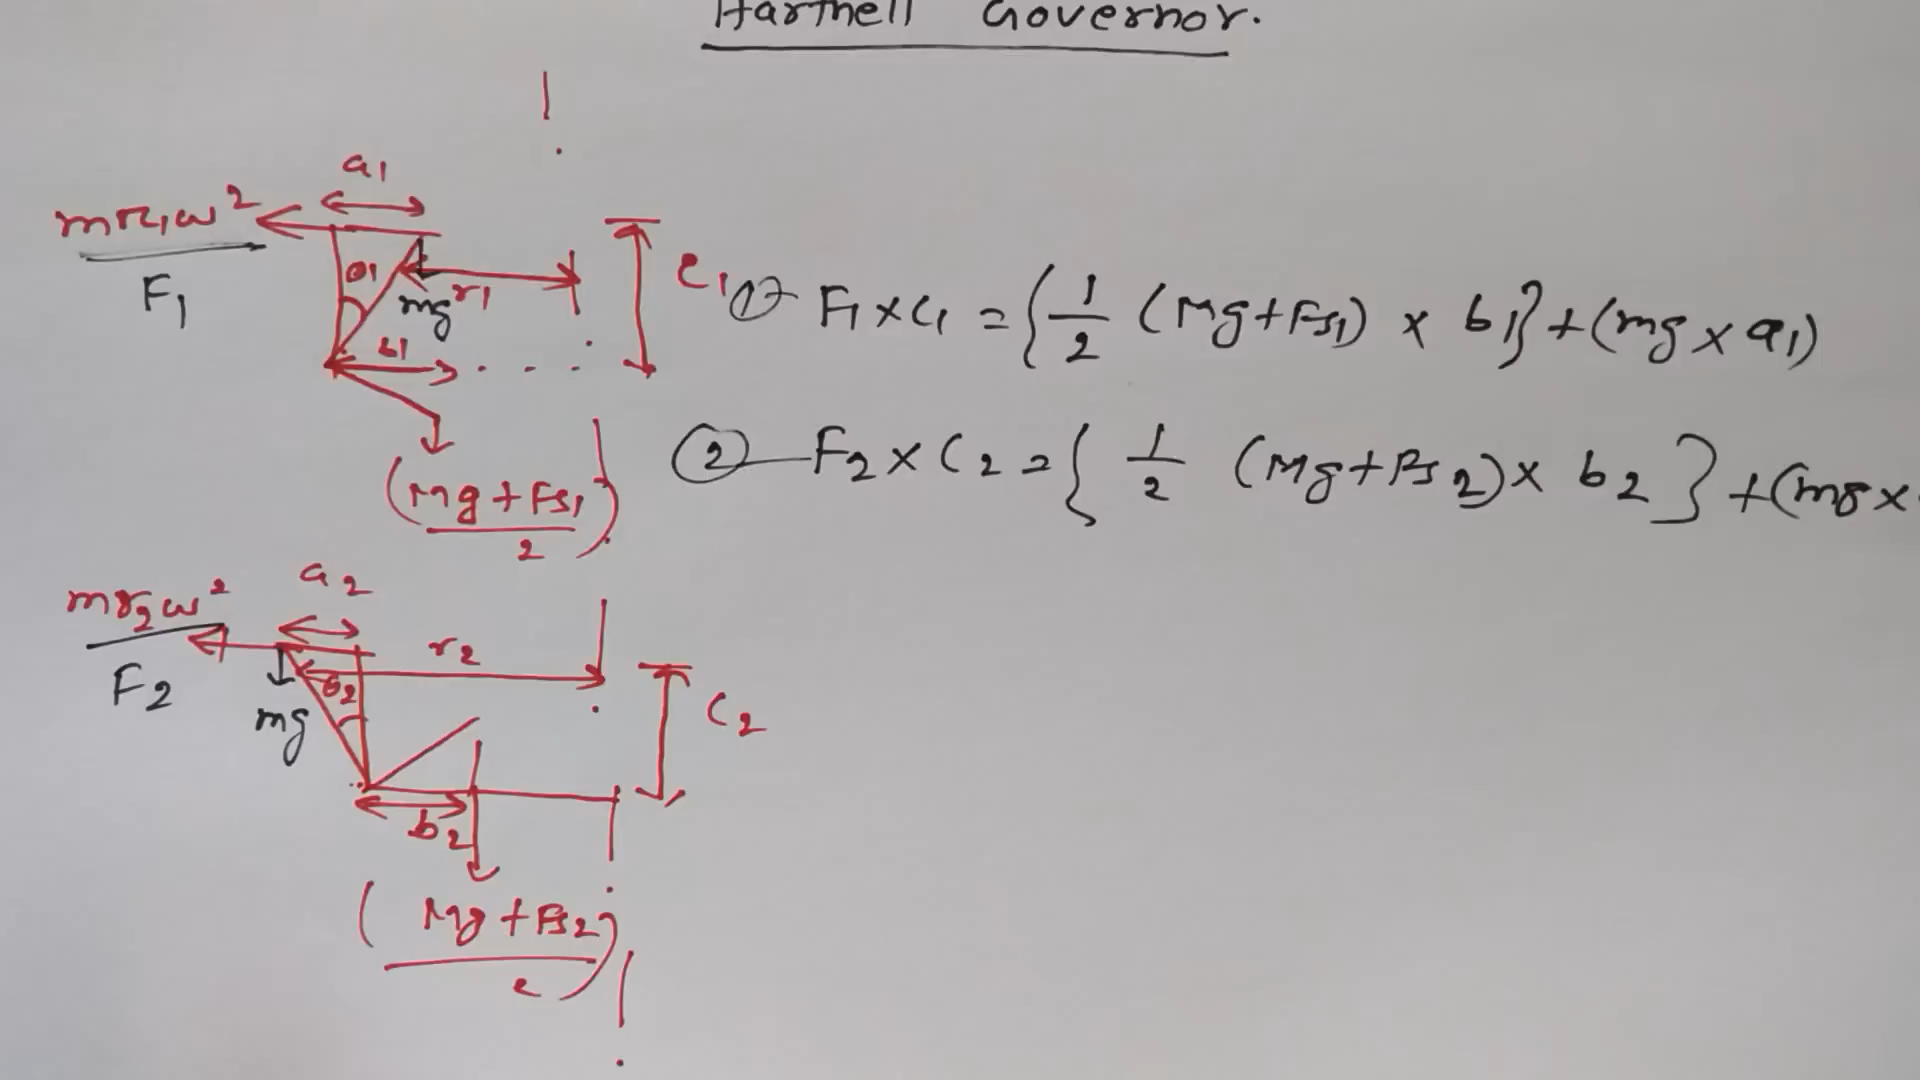 Hartnell Governor.
a1
mr1ω²
F1
θ1
mg
r1
b1
c1
(Mg+Fs1)
2
1) F1×C1 = {1/2 (Mg+Fs1) × b1} + (mg × a1)
2 F2×C2 = {1/2 (Mg+Fs2)× b2} + (mg ×
a2
mr2ω²
F2
θ2
mg
r2
C2
b2
(Mg+Fs2)
2